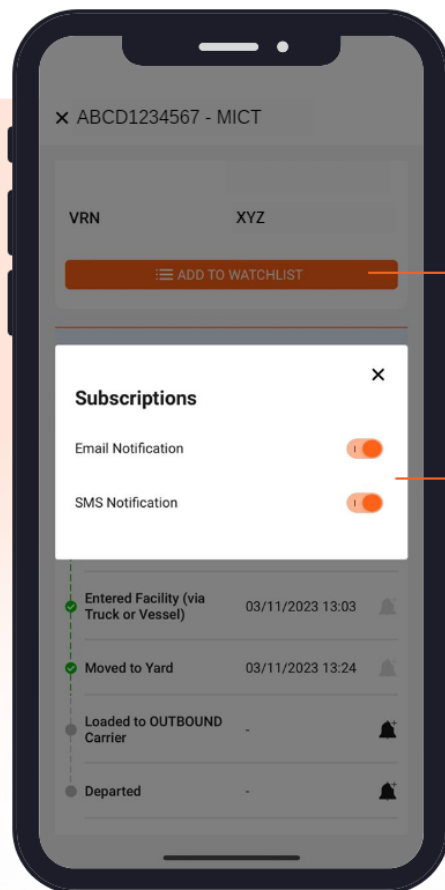 × ABCD1234567 - MICT
VRN XYZ
ADD TO WATCHLIST
×
Subscriptions
Email Notification
SMS Notification
Entered Facility (via
Truck or Vessel) 03/11/2023 13:03
Moved to Yard 03/11/2023 13:24
Loaded to OUTBOUND
Carrier -
Departed -